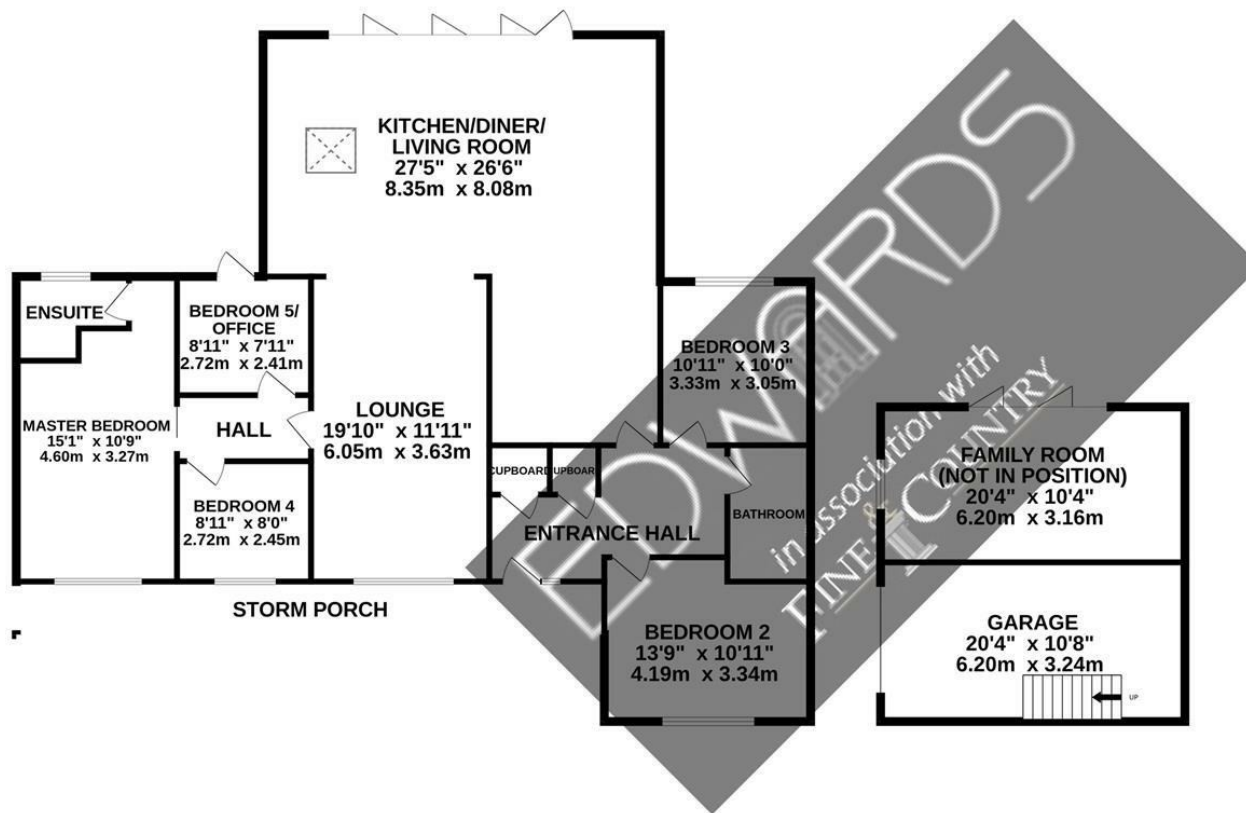 KITCHEN/DINER/
LIVING ROOM
27'5" x 26'6"
8.35m x 8.08m
ENSUITE
BEDROOM 5/
OFFICE
8'11" x 7'11"
2.72m x 2.41m
BEDROOM 3
10'11" x 10'0"
3.33m x 3.05m
MASTER BEDROOM
15'1" x 10'9"
4.60m x 3.27m
HALL
LOUNGE
19'10" x 11'11"
6.05m x 3.63m
CUPBOARD
UPBOAR
BATHROOM
ENTRANCE HALL
BEDROOM 4
8'11" x 8'0"
2.72m x 2.45m
STORM PORCH
BEDROOM 2
13'9" x 10'11"
4.19m x 3.34m
FAMILY ROOM
(NOT IN POSITION)
20'4" x 10'4"
6.20m x 3.16m
GARAGE
20'4" x 10'8"
6.20m x 3.24m
UP
EDWARDS
in association with
FINE & COUNTRY